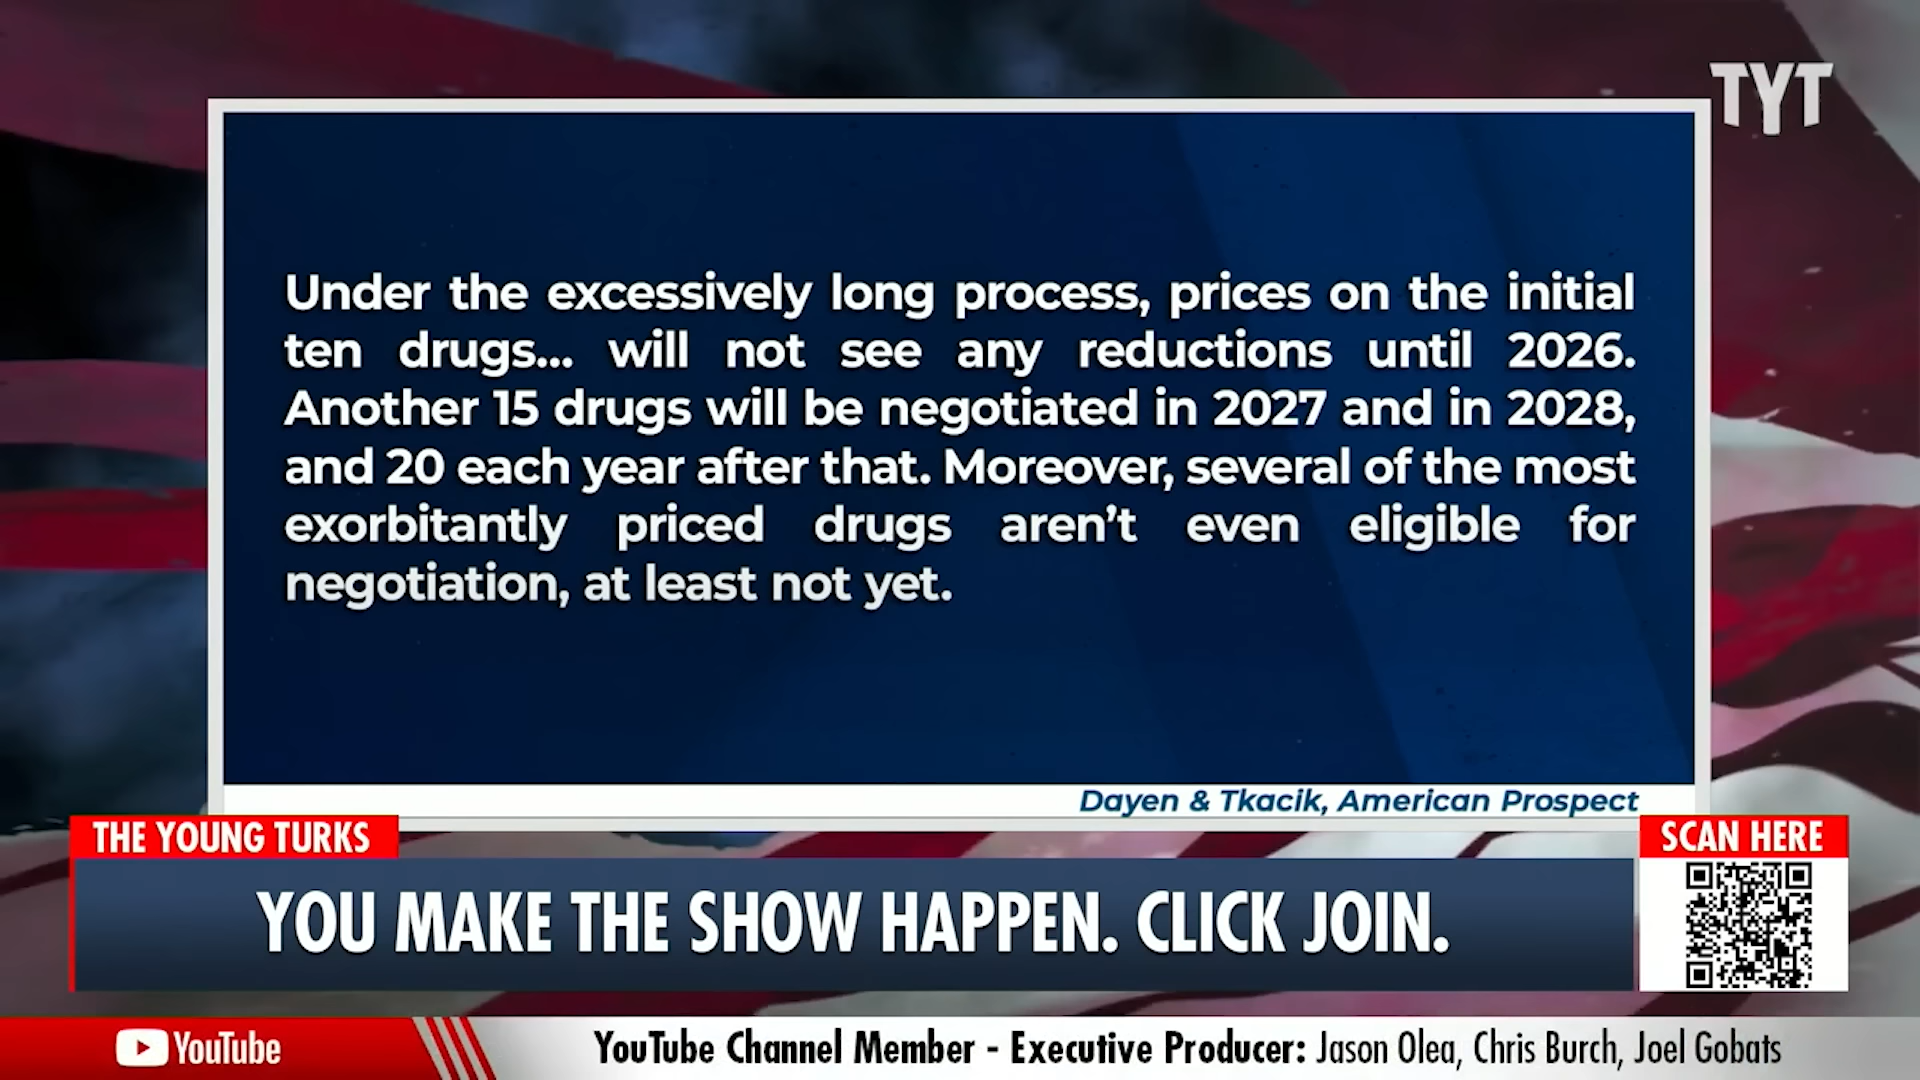 TYT
Under the excessively long process, prices on the initial
ten drugs... will not see any reductions until 2026.
Another 15 drugs will be negotiated in 2027 and in 2028,
and 20 each year after that. Moreover, several of the most
exorbitantly priced drugs aren't even eligible for
negotiation, at least not yet.
Dayen & Tkacik, American Prospect
THE YOUNG TURKS
SCAN HERE
YOU MAKE THE SHOW HAPPEN. CLICK JOIN.
YouTube
YouTube Channel Member - Executive Producer: Jason Olea, Chris Burch, Joel Gobats